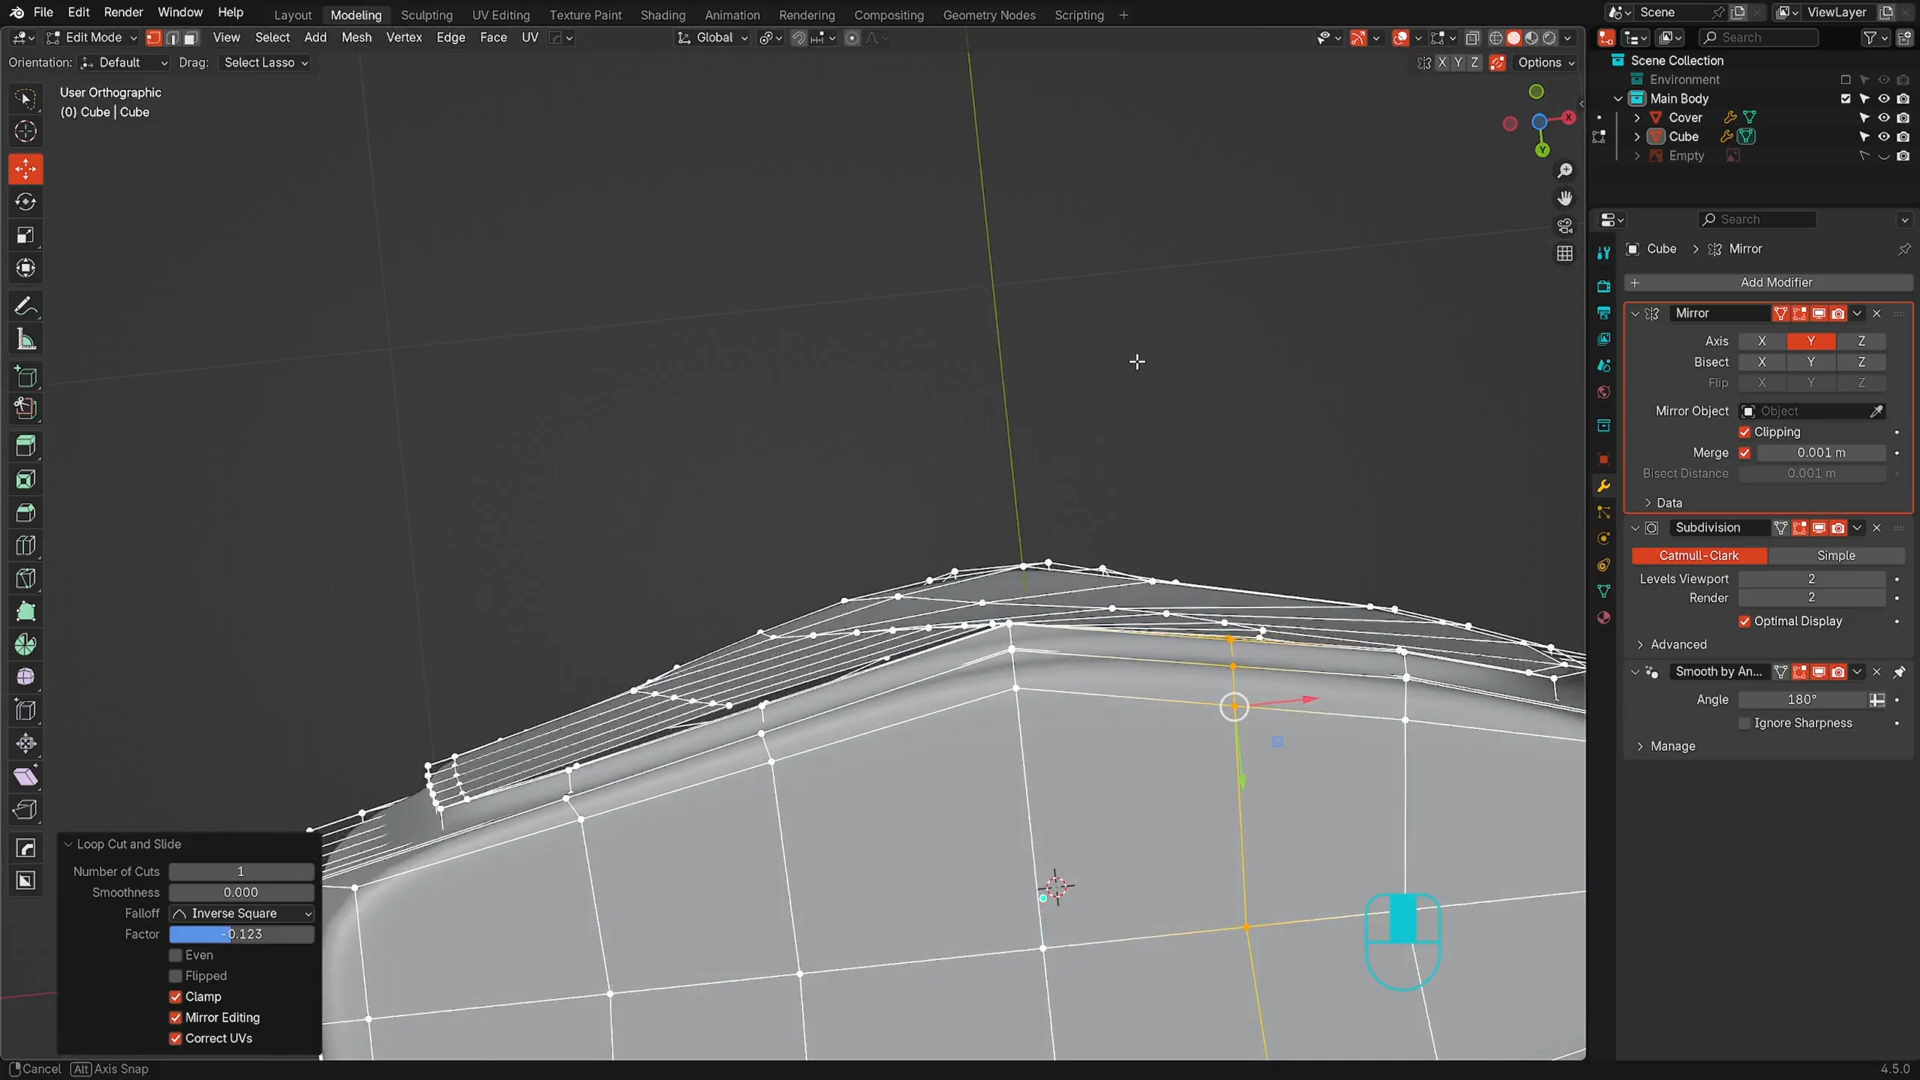 File Edit Render Window Help
Layout Modeling Sculpting UV Editing Texture Paint Shading Animation Rendering Compositing Geometry Nodes Scripting +
Scene ViewLayer
Edit Mode View Select Add Mesh Vertex Edge Face UV Global
Search
Orientation: Default Drag: Select Lasso
X Y Z Options
Scene Collection
Environment
Main Body
Cover
Cube
Empty
User Orthographic
(0) Cube | Cube
X
Y
Search
Cube > Mirror
Add Modifier
Mirror
Axis X Y Z
Bisect X Y Z
Flip X Y Z
Mirror Object Object
Clipping
Merge 0.001 m
Bisect Distance 0.001 m
Data
Subdivision
Catmull-Clark Simple
Levels Viewport 2
Render 2
Optimal Display
Advanced
Smooth by An...
Angle 180°
Ignore Sharpness
Manage
Loop Cut and Slide
Number of Cuts 1
Smoothness 0.000
Falloff Inverse Square
Factor -0.123
Even
Flipped
Clamp
Mirror Editing
Correct UVs
Cancel Alt Axis Snap
4.5.0